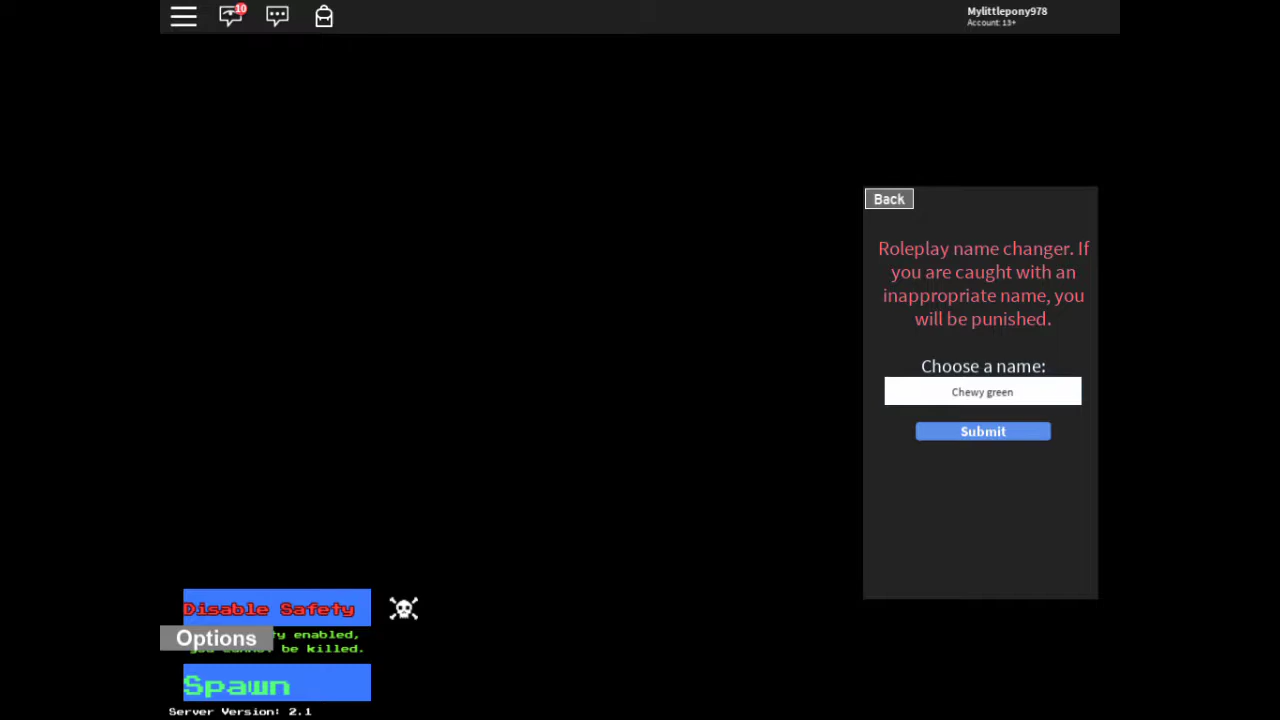 10
Mylittlepony978
Account: 13+
Back
Roleplay name changer. If
you are caught with an
inappropriate name, you
will be punished.
Choose a name:
Chewy green
Submit
Disable Safety
enabled,
Options
be killed.
Spawn
Server Version: 2.1